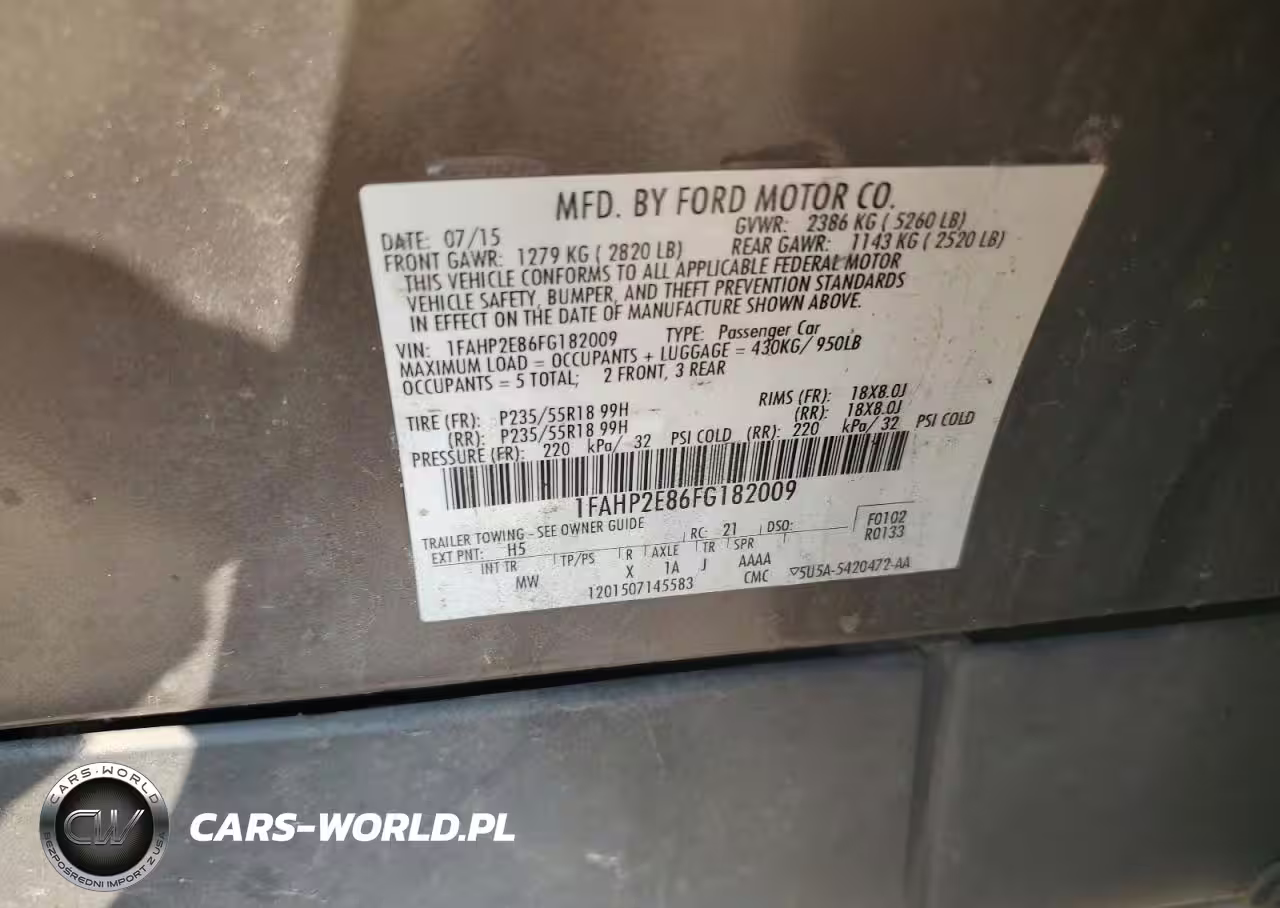 MFD. BY FORD MOTOR CO.
DATE: 07/15 GVWR: 2386 KG ( 5260 LB)
FRONT GAWR: 1279 KG ( 2820 LB) REAR GAWR: 1143 KG ( 2520 LB)
THIS VEHICLE CONFORMS TO ALL APPLICABLE FEDERAL MOTOR
VEHICLE SAFETY, BUMPER, AND THEFT PREVENTION STANDARDS
IN EFFECT ON THE DATE OF MANUFACTURE SHOWN ABOVE.
VIN: 1FAHP2E86FG182009 TYPE: Passenger Car
MAXIMUM LOAD = OCCUPANTS + LUGGAGE = 430KG/ 950LB
OCCUPANTS = 5 TOTAL; 2 FRONT, 3 REAR
TIRE (FR): P235/55R18 99H RIMS (FR): 18X8.0J
(RR): P235/55R18 99H (RR): 18X8.0J
PRESSURE (FR): 220 kPa/ 32 PSI COLD (RR): 220 kPa/ 32 PSI COLD
1FAHP2E86FG182009
TRAILER TOWING - SEE OWNER GUIDE
EXT PNT: H5 RC: 21 DSO: F0102
R0133
INT TR TP/PS R AXLE TR SPR
MW X 1A J AAAA
1201507145583 CMC ▽5U5A-5420472-AA
CARS-WORLD
CW
BEZPOŚREDNI IMPORT Z USA
CARS-WORLD.PL